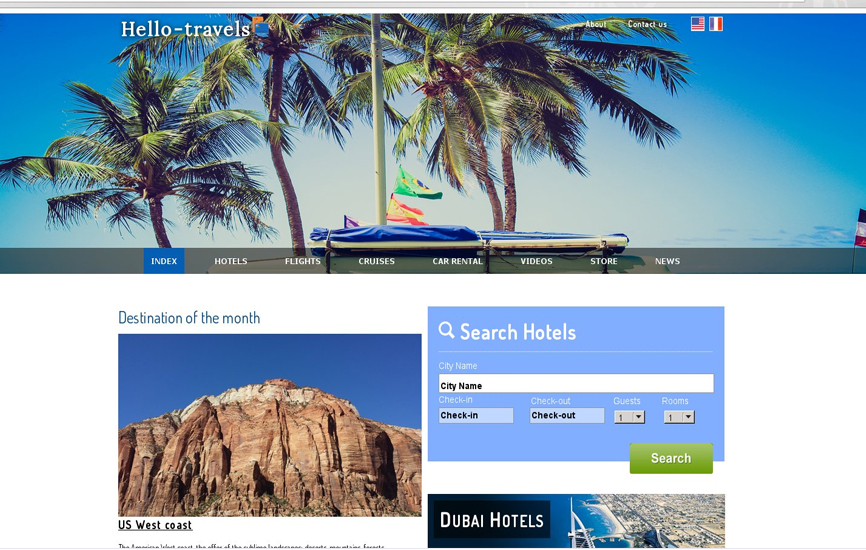 Hello-travels
About Contact us
INDEX HOTELS FLIGHTS CRUISES CAR RENTAL VIDEOS STORE NEWS
Destination of the month
US West coast
The American West coast, the offer of the sublime landscapes: deserts, mountains, forests,
Search Hotels
City Name
City Name
Check-in Check-out Guests Rooms
Check-in Check-out 1 1
Search
DUBAI HOTELS